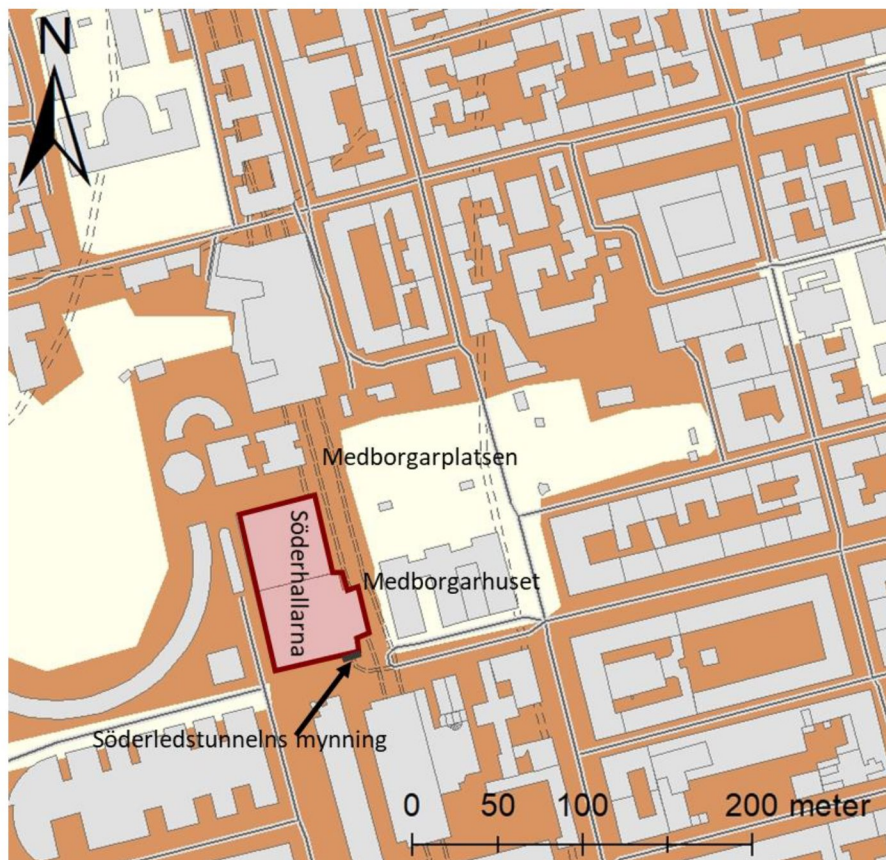 N
Medborgarplatsen
Söderhallarna
Medborgarhuset
Söderledstunnelns mynning
0 50 100 200 meter